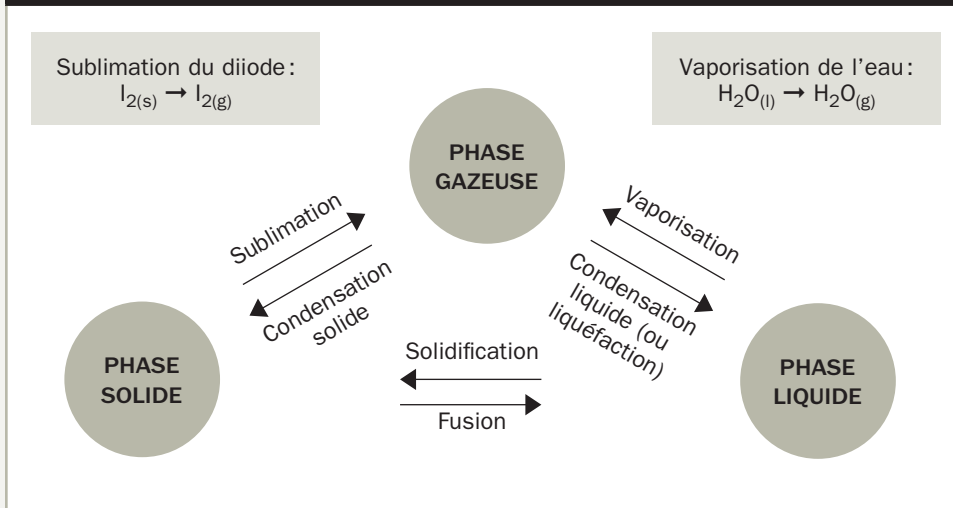 Sublimation du diiode :
I₂(s) → I₂(g)
Vaporisation de l'eau :
H₂O(l) → H₂O(g)
PHASE
GAZEUSE
Sublimation
Condensation
solide
Vaporisation
Condensation
liquide (ou
liquéfaction)
PHASE
SOLIDE
Solidification
Fusion
PHASE
LIQUIDE